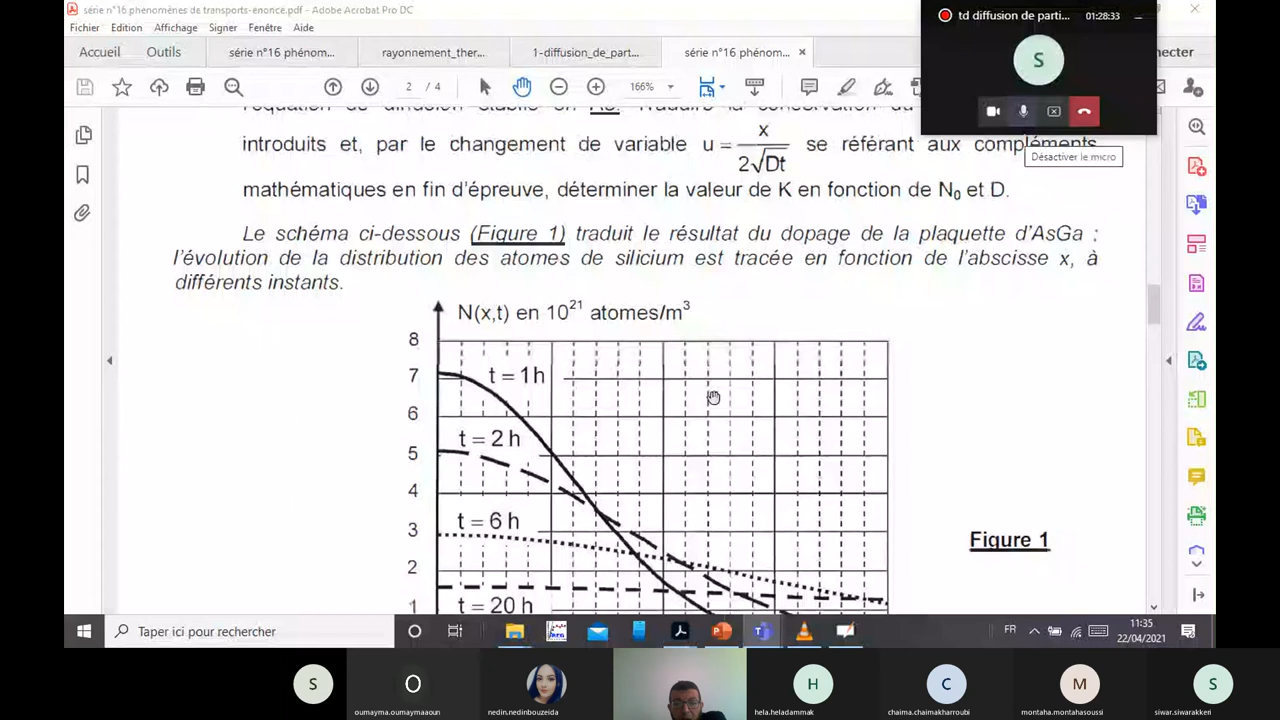 série n°16 phenomènes de transports-enonce.pdf - Adobe Acrobat Pro DC
Fichier Edition Affichage Signer Fenêtre Aide
td diffusion de parti... 01:28:33
Accueil Outils série n°16 phénom... rayonnement_ther... 1-diffusion_de_part... série n°16 phénom... × necter
2 / 4 166%
S
introduits et, par le changement de variable u = x / 2√Dt se référant aux compléments
Désactiver le micro
mathématiques en fin d'épreuve, déterminer la valeur de K en fonction de N₀ et D.
Le schéma ci-dessous (Figure 1) traduit le résultat du dopage de la plaquette d'AsGa :
l'évolution de la distribution des atomes de silicium est tracée en fonction de l'abscisse x, à
différents instants.
N(x,t) en 10²¹ atomes/m³
8
7
t = 1h
6
t = 2 h
5
4
3
t = 6 h
Figure 1
2
1
t = 20 h
Taper ici pour rechercher
FR
11:35
22/04/2021
S O H C M S
oumayma.oumaymaaoun nedin.nedinbouzeida hela.heladammak chaima.chaimakharroubi montaha.montahasoussi siwar.siwarakkeri